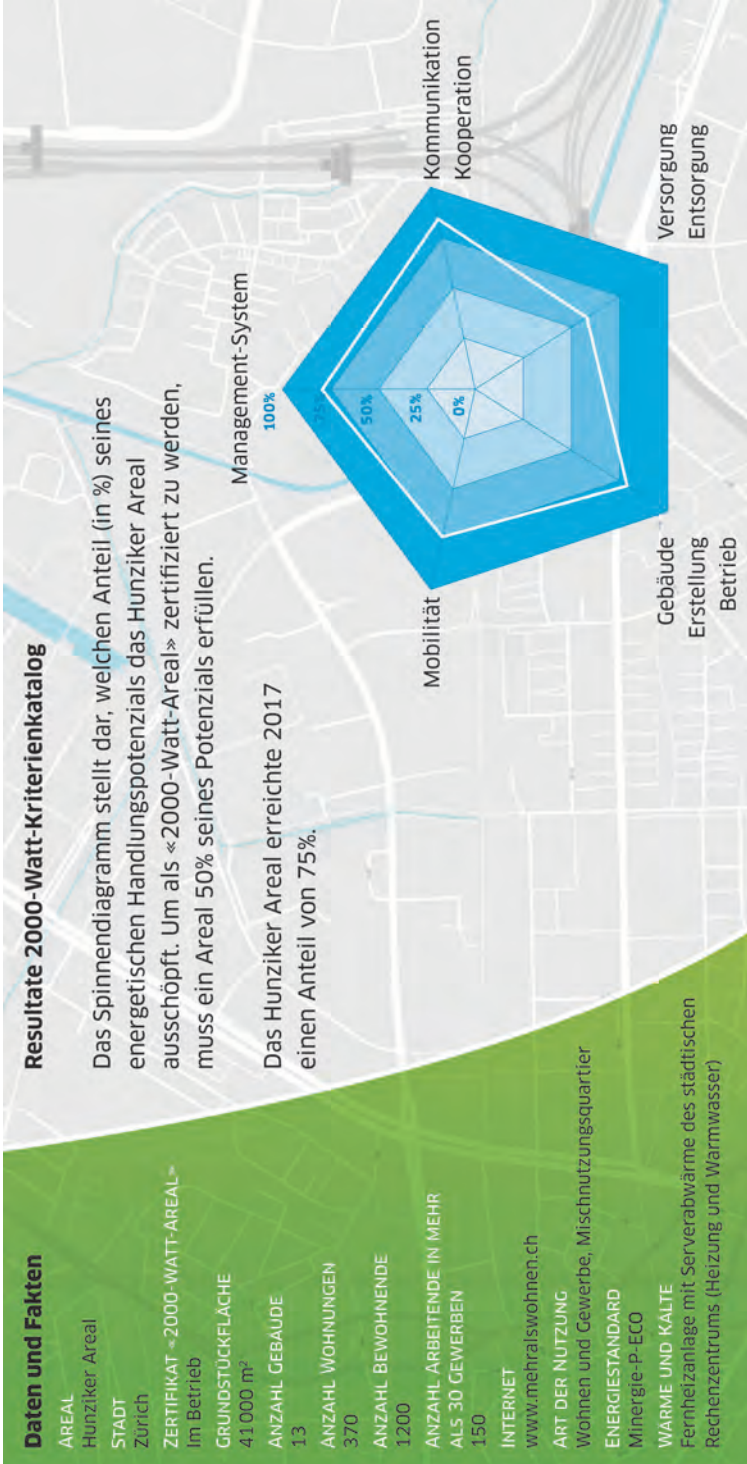 Daten und Fakten
AREAL
Hunziker Areal
STADT
Zürich
ZERTIFIKAT «2000-WATT-AREAL»
Im Betrieb
GRUNDSTÜCKFLÄCHE
41 000 m²
ANZAHL GEBÄUDE
13
ANZAHL WOHNUNGEN
370
ANZAHL BEWOHNENDE
1200
ANZAHL ARBEITENDE IN MEHR
ALS 30 GEWERBEN
150
INTERNET
www.mehralswohnen.ch
ART DER NUTZUNG
Wohnen und Gewerbe, Mischnutzungsquartier
ENERGIESTANDARD
Minergie-P-ECO
WÄRME UND KÄLTE
Fernheizanlage mit Serverabwärme des städtischen
Rechenzentrums (Heizung und Warmwasser)
Resultate 2000-Watt-Kriterienkatalog
Das Spinnendiagramm stellt dar, welchen Anteil (in %) seines
energetischen Handlungspotenzials das Hunziker Areal
ausschöpft. Um als «2000-Watt-Areal» zertifiziert zu werden,
muss ein Areal 50% seines Potenzials erfüllen.
Das Hunziker Areal erreichte 2017
einen Anteil von 75%.
Management-System
100%
75%
50%
25%
0%
Kommunikation
Kooperation
Versorgung
Entsorgung
Gebäude
Erstellung
Betrieb
Mobilität